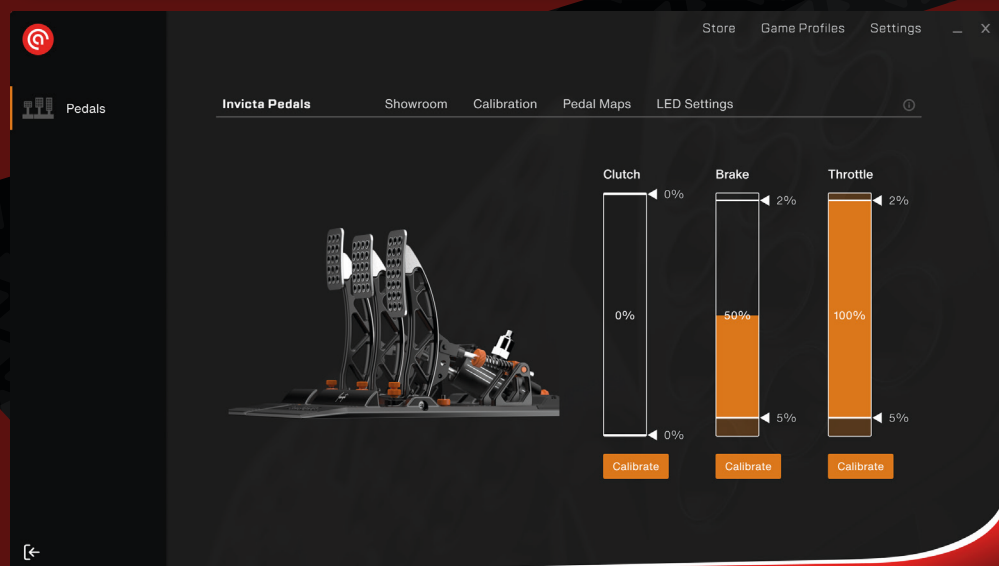 Store Game Profiles Settings
Pedals
Invicta Pedals Showroom Calibration Pedal Maps LED Settings
Clutch Brake Throttle
0% 2% 2%
0% 50% 100%
5% 5%
0%
Calibrate Calibrate Calibrate